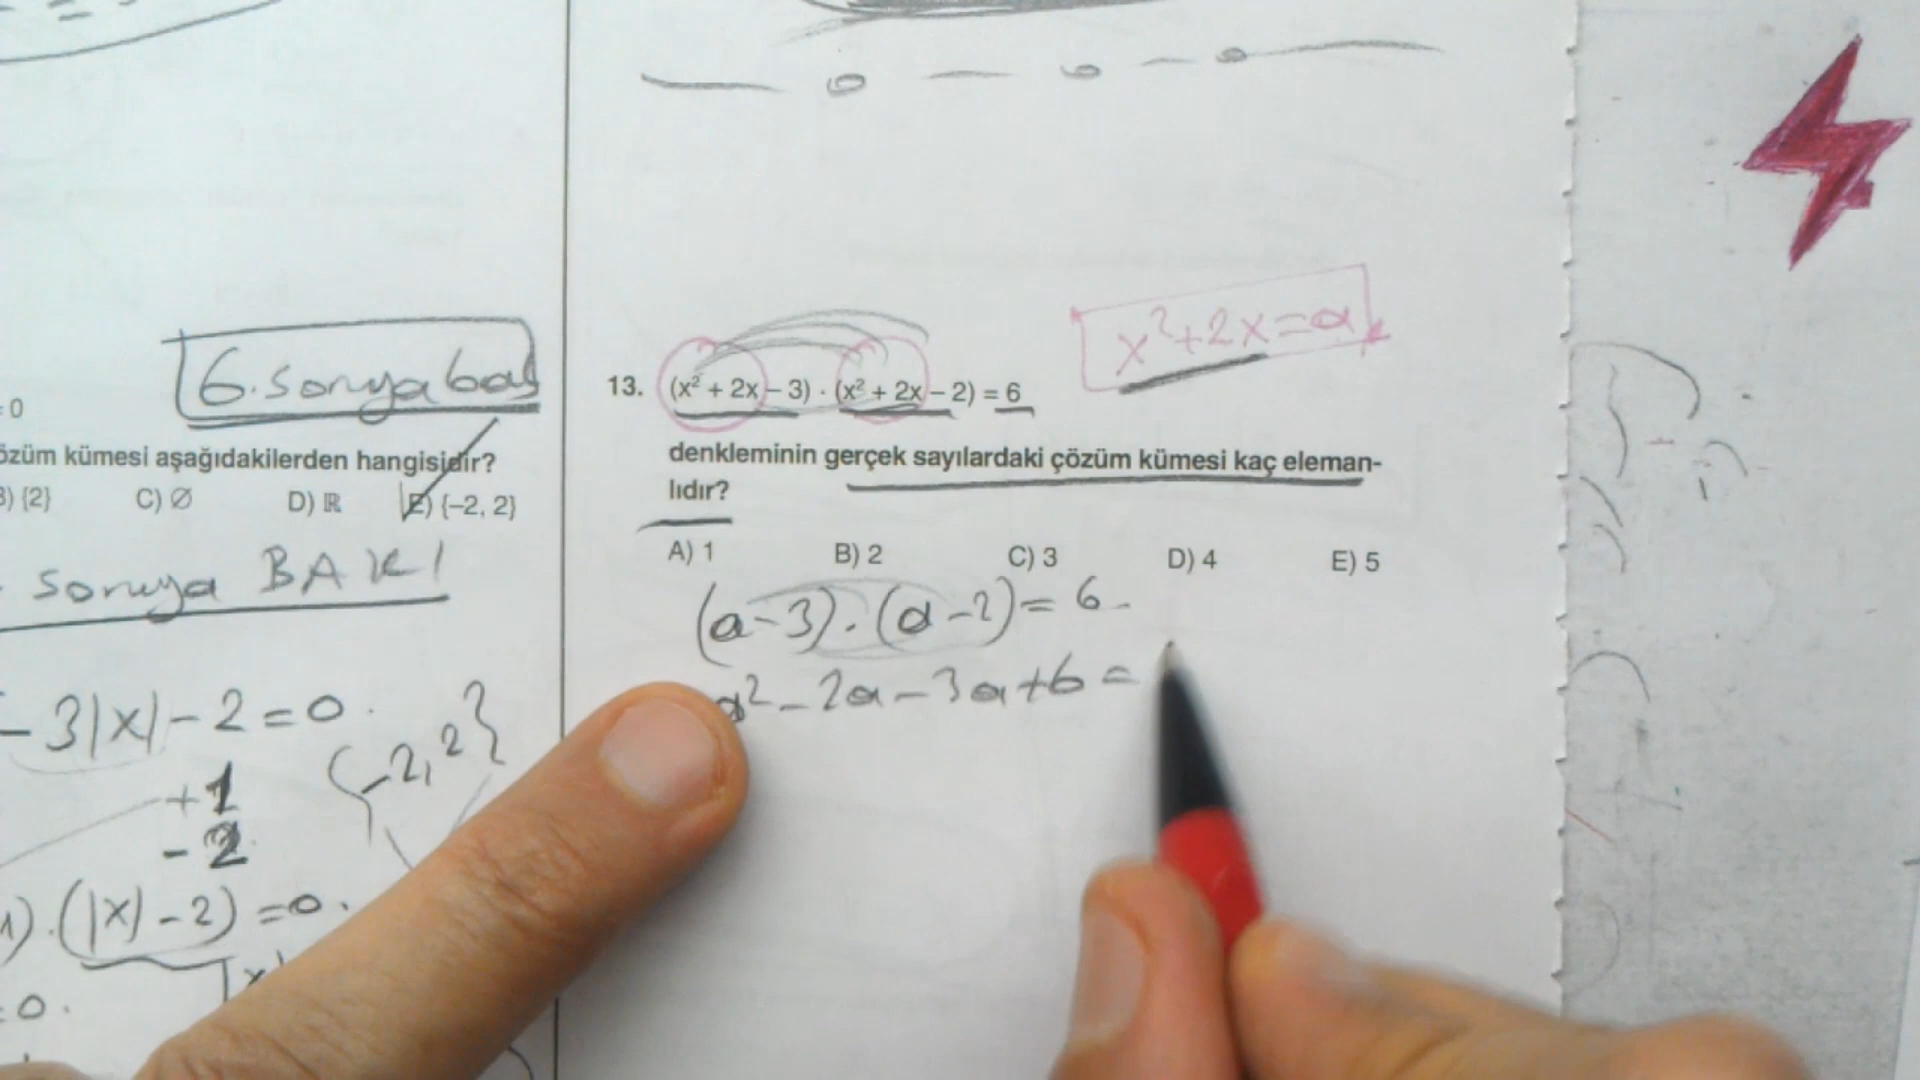 6. soruya bak
= 0
özüm kümesi aşağıdakilerden hangisidir?
B) {2} C) ∅ D) ℝ E) {–2, 2}
soruya BAK!
- 3|x| - 2 = 0.
+1
-2
{-2, 2}
1).(|x| - 2) = 0.
= 0.
x²+2x=a
13. (x² + 2x – 3) · (x² + 2x – 2) = 6
denkleminin gerçek sayılardaki çözüm kümesi kaç eleman-
lıdır?
A) 1 B) 2 C) 3 D) 4 E) 5
(a-3).(a-2)= 6
a²-2a-3a+6=